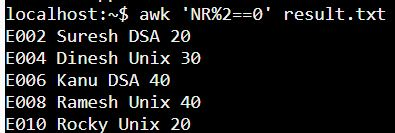 localhost:~$ awk 'NR%2==0' result.txt
E002 Suresh DSA 20
E004 Dinesh Unix 30
E006 Kanu DSA 40
E008 Ramesh Unix 40
E010 Rocky Unix 20